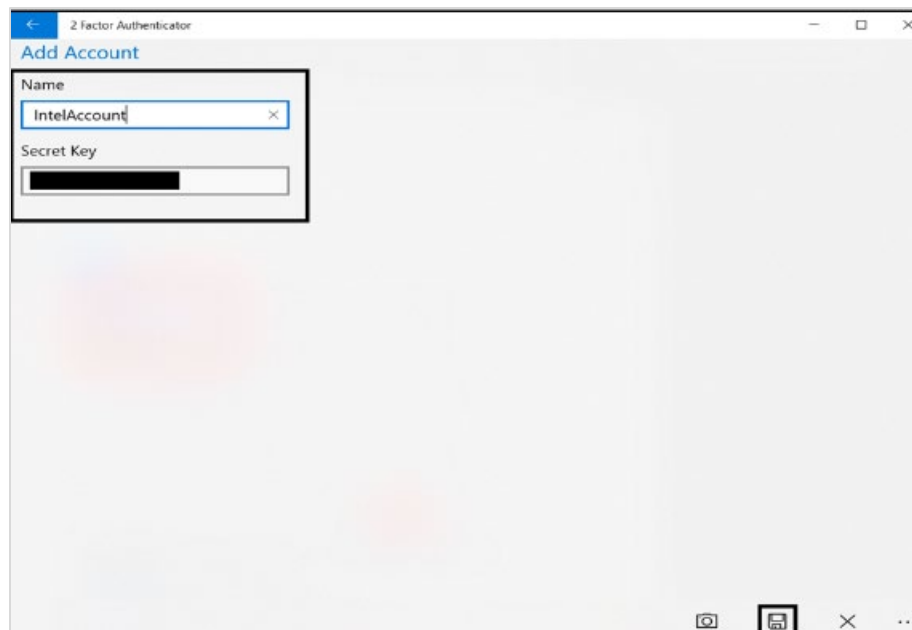 2 Factor Authenticator
Add Account
Name
IntelAccount
Secret Key